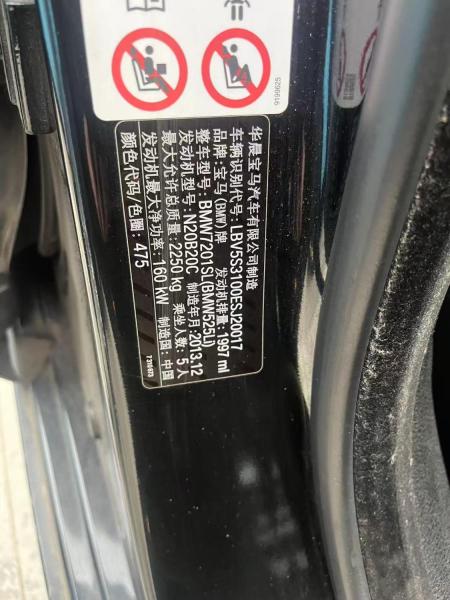 华晨宝马汽车有限公司制造
车辆识别代号: LBV5S3100ESJ20017
品牌: 宝马(BMW)牌 发动机排量: 1997 ml
整车型号: BMW7201SL(BMW525Li)
发动机型号: N20B20C 制造年月: 2013.12
最大允许总质量: 2250 kg 乘坐人数: 5人
发动机最大净功率: 160 KW 制造国: 中国
颜色代码/色圈: 475